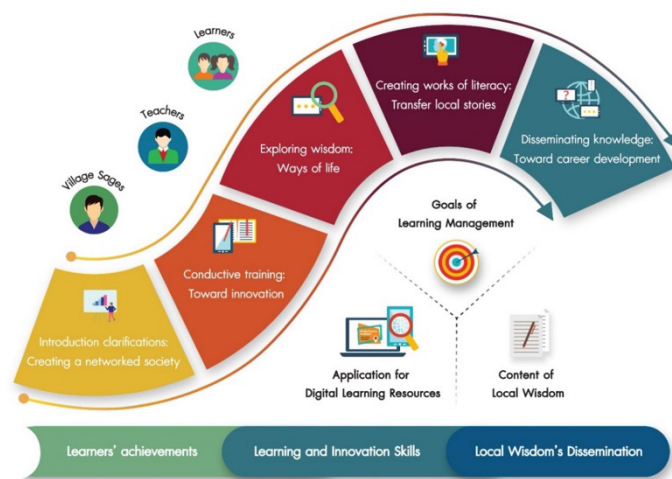 Learners
Teachers
Village Sages
Introduction clarifications:
Creating a networked society
Conductive training:
Toward innovation
Exploring wisdom:
Ways of life
Creating works of literacy:
Transfer local stories
Disseminating knowledge:
Toward career development
Goals of
Learning Management
Application for
Digital Learning Resources
Content of
Local Wisdom
Learners' achievements
Learning and Innovation Skills
Local Wisdom's Dissemination